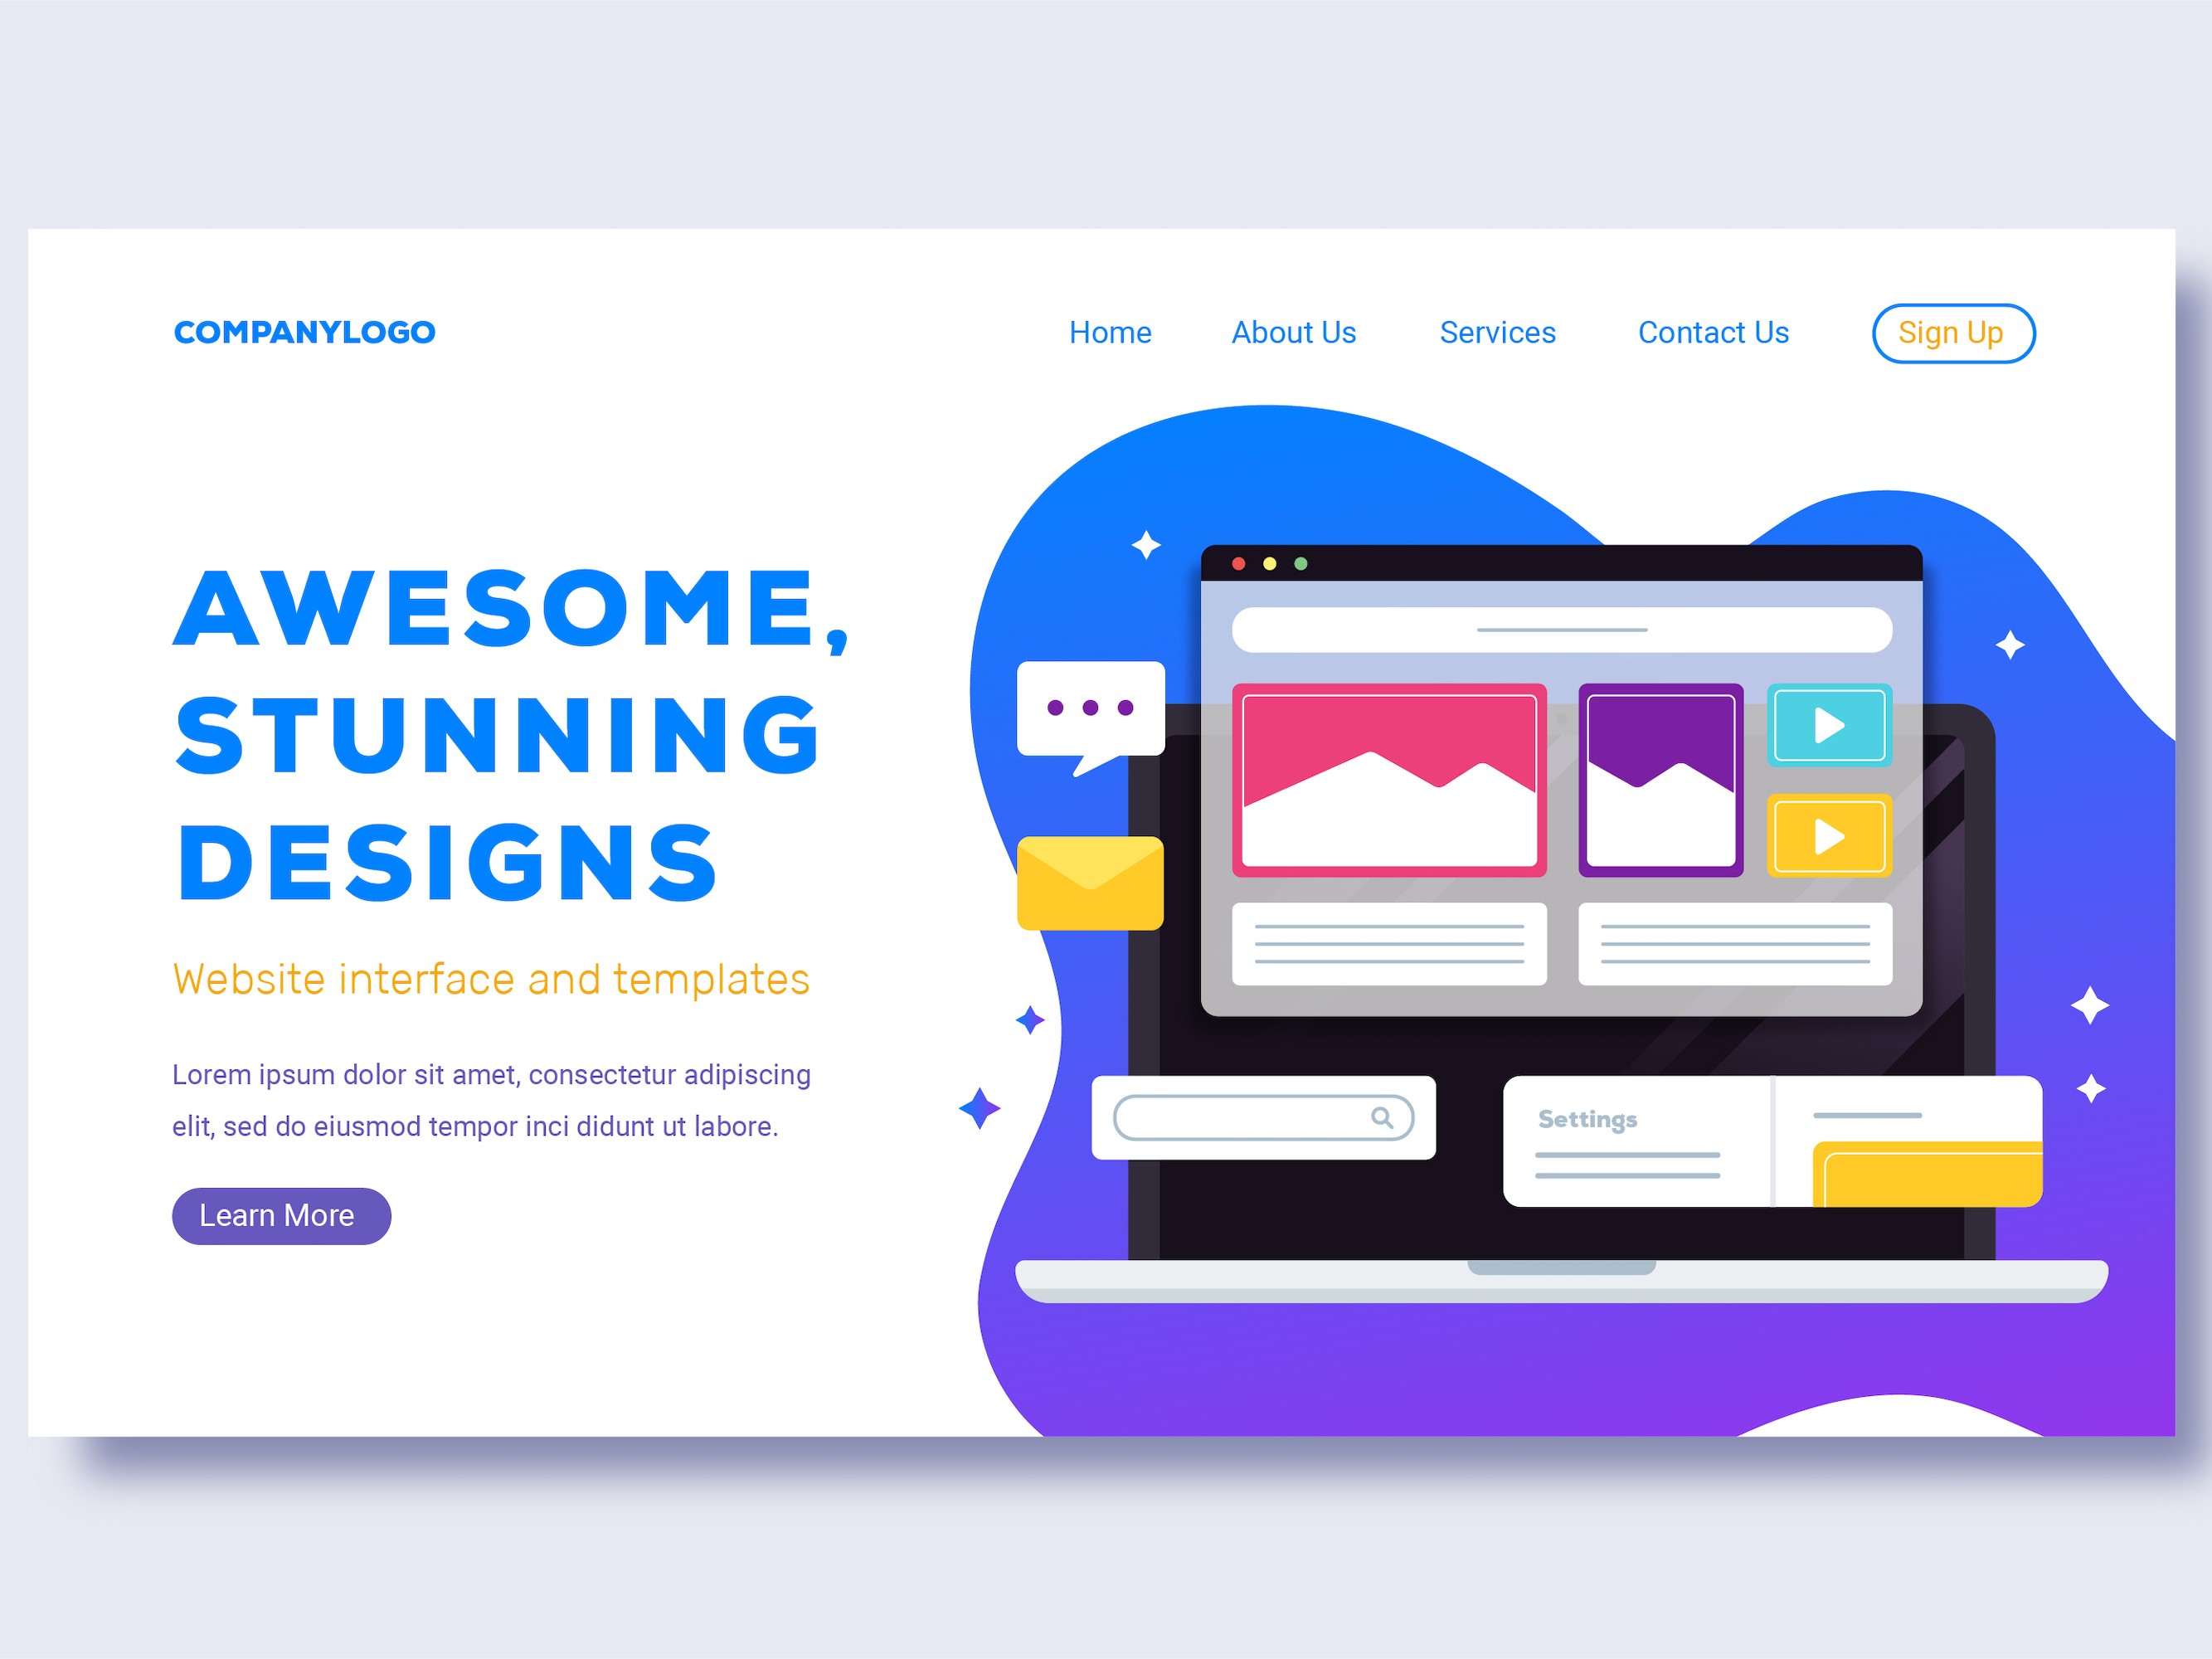 COMPANYLOGO
Home
About Us
Services
Contact Us
Sign Up
AWESOME,
STUNNING
DESIGNS
Website interface and templates
Lorem ipsum dolor sit amet, consectetur adipiscing
elit, sed do eiusmod tempor inci didunt ut labore.
Learn More
Settings